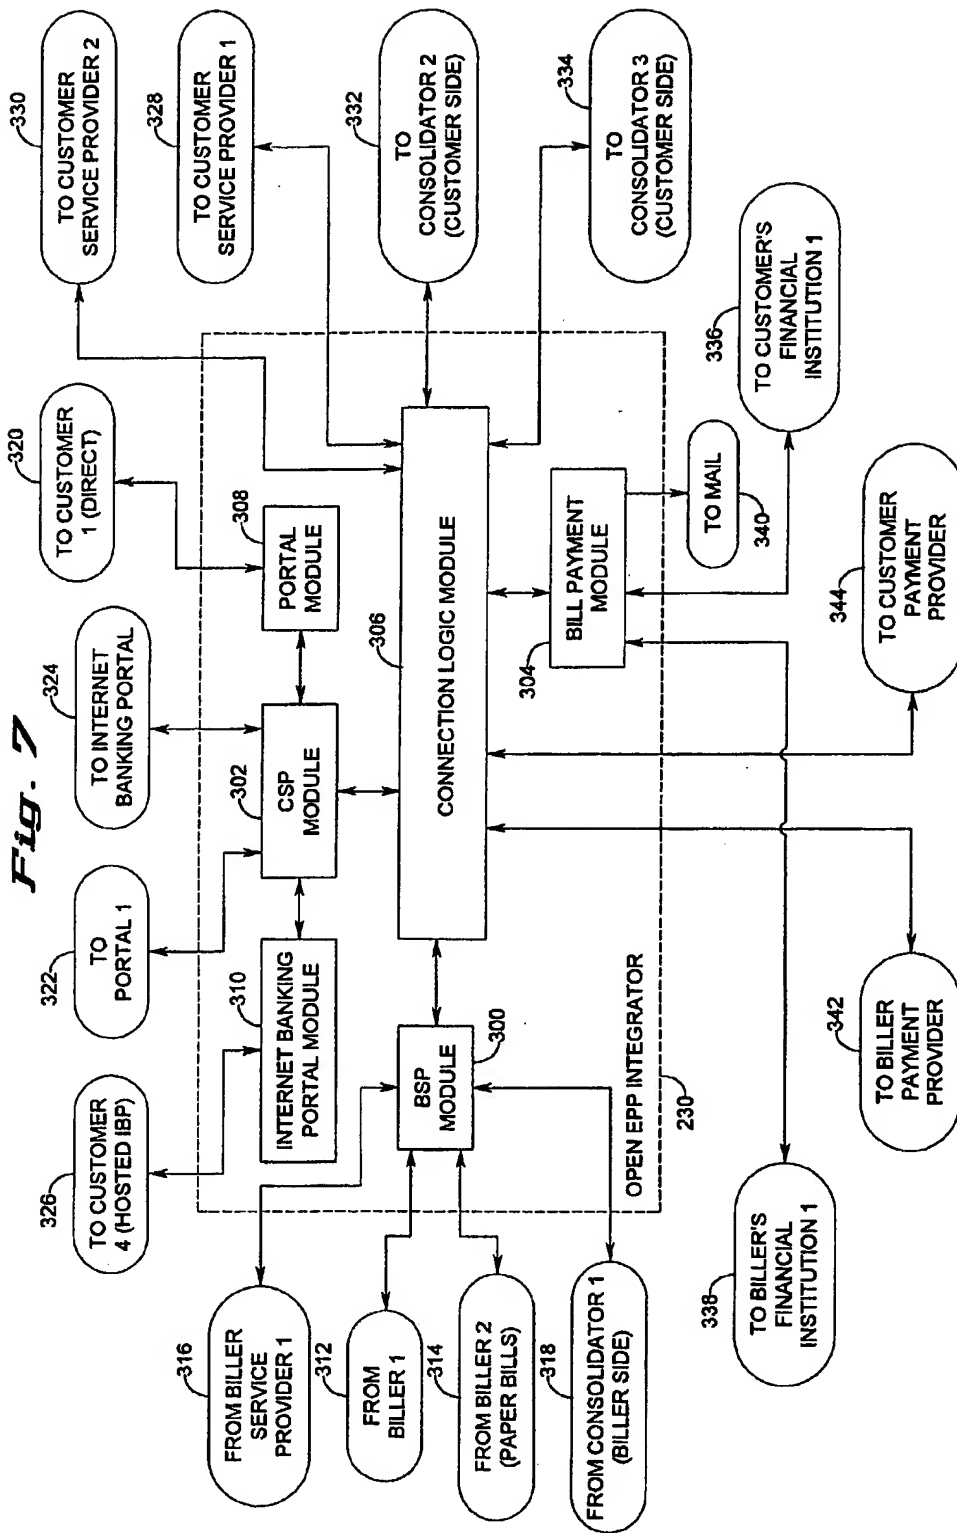 Fig. 7
326
TO CUSTOMER
4 (HOSTED IBP)
322
TO
PORTAL 1
324
TO INTERNET
BANKING PORTAL
320
TO CUSTOMER
1 (DIRECT)
330
TO CUSTOMER
SERVICE PROVIDER 2
328
TO CUSTOMER
SERVICE PROVIDER 1
332
TO
CONSOLIDATOR 2
(CUSTOMER SIDE)
334
TO
CONSOLIDATOR 3
(CUSTOMER SIDE)
316
FROM BILLER
SERVICE
PROVIDER 1
312
FROM
BILLER 1
314
FROM BILLER 2
(PAPER BILLS)
318
FROM CONSOLIDATOR 1
(BILLER SIDE)
310
INTERNET BANKING
PORTAL MODULE
302
CSP
MODULE
308
PORTAL
MODULE
300
BSP
MODULE
306
CONNECTION LOGIC MODULE
304
BILL PAYMENT
MODULE
OPEN EPP INTEGRATOR
230
TO MAIL
340
336
TO CUSTOMER'S
FINANCIAL
INSTITUTION 1
338
TO BILLER'S
FINANCIAL
INSTITUTION 1
342
TO BILLER
PAYMENT
PROVIDER
344
TO CUSTOMER
PAYMENT
PROVIDER